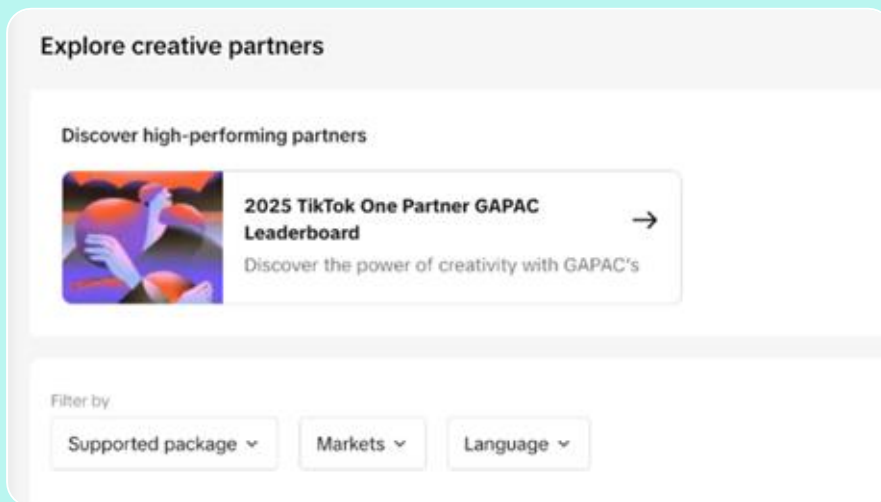 Explore creative partners
Discover high-performing partners
2025 TikTok One Partner GAPAC
Leaderboard
Discover the power of creativity with GAPAC's
Filter by
Supported package
Markets
Language